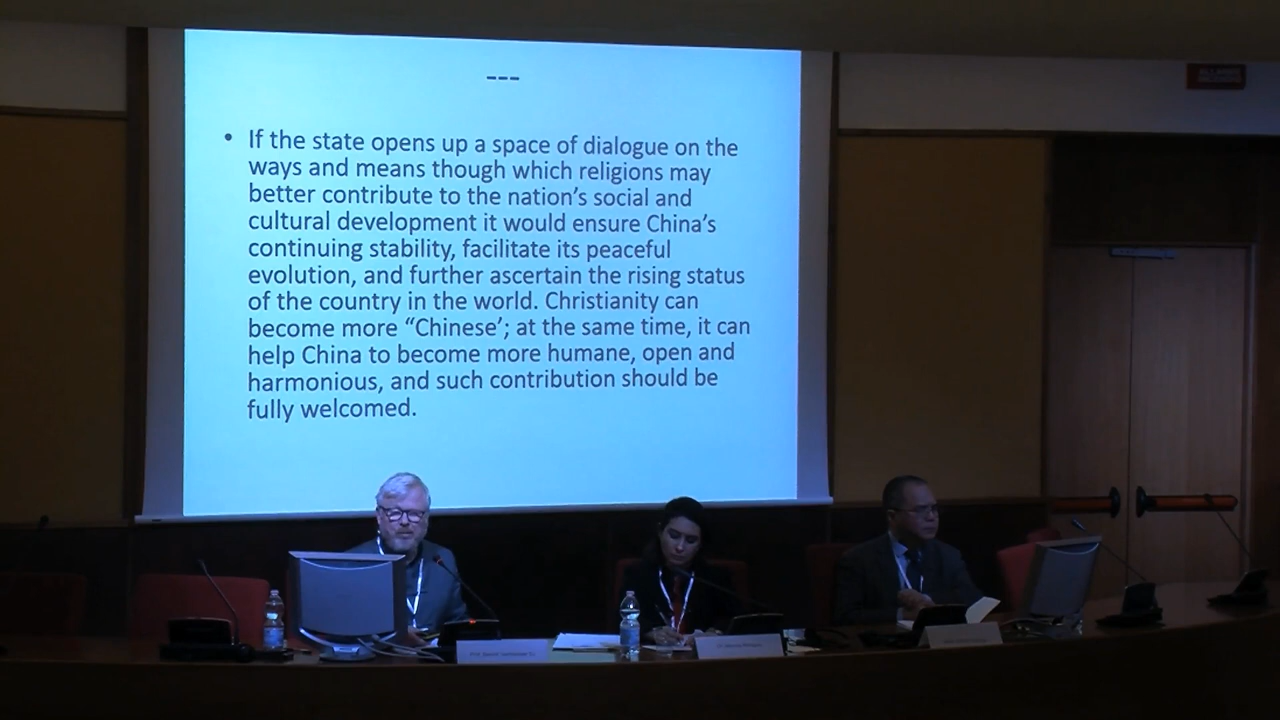 ---
• If the state opens up a space of dialogue on the
ways and means though which religions may
better contribute to the nation's social and
cultural development it would ensure China's
continuing stability, facilitate its peaceful
evolution, and further ascertain the rising status
of the country in the world. Christianity can
become more “Chinese’; at the same time, it can
help China to become more humane, open and
harmonious, and such contribution should be
fully welcomed.
Prof.